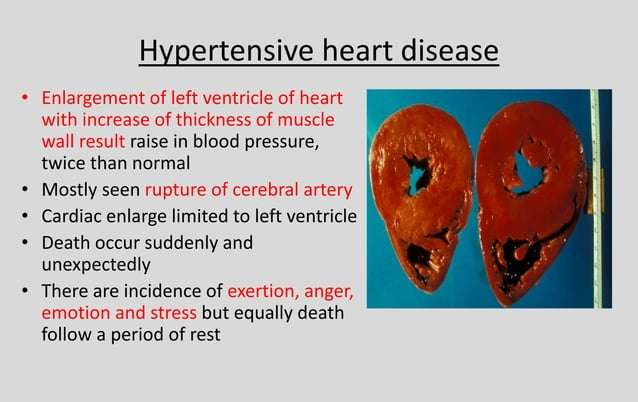 Hypertensive heart disease
• Enlargement of left ventricle of heart
with increase of thickness of muscle
wall result raise in blood pressure,
twice than normal
• Mostly seen rupture of cerebral artery
• Cardiac enlarge limited to left ventricle
• Death occur suddenly and
unexpectedly
• There are incidence of exertion, anger,
emotion and stress but equally death
follow a period of rest